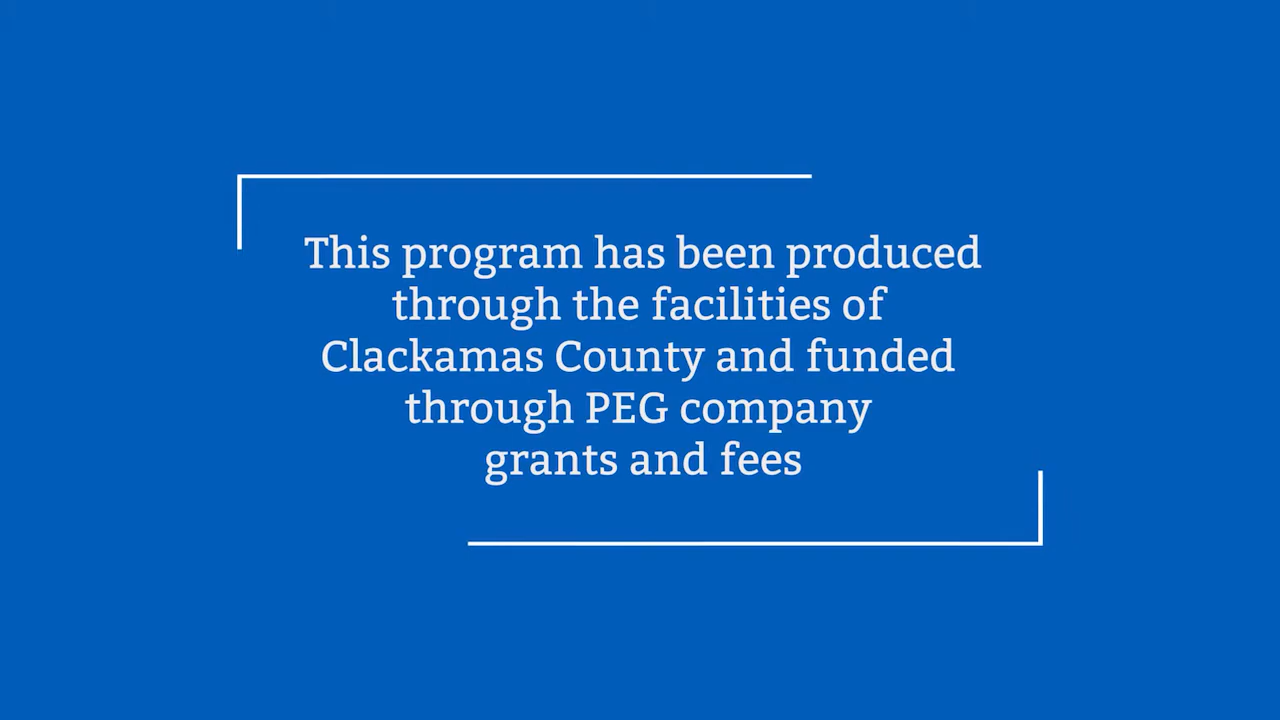 This program has been produced
through the facilities of
Clackamas County and funded
through PEG company
grants and fees